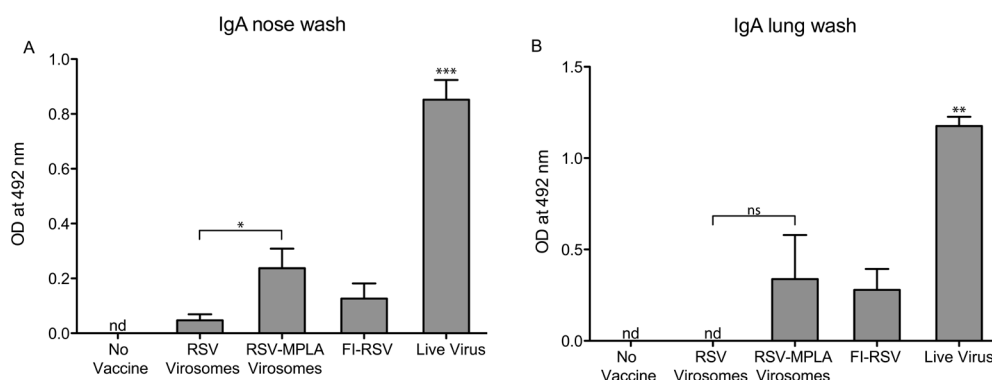 IgA nose wash
A
OD at 492 nm
1.0
0.8
0.6
0.4
0.2
0.0
***
*
nd
No
Vaccine
RSV
Virosomes
RSV-MPLA
Virosomes
FI-RSV
Live Virus
IgA lung wash
B
OD at 492 nm
1.5
1.0
0.5
0.0
**
ns
nd
nd
No
Vaccine
RSV
Virosomes
RSV-MPLA
Virosomes
FI-RSV
Live Virus